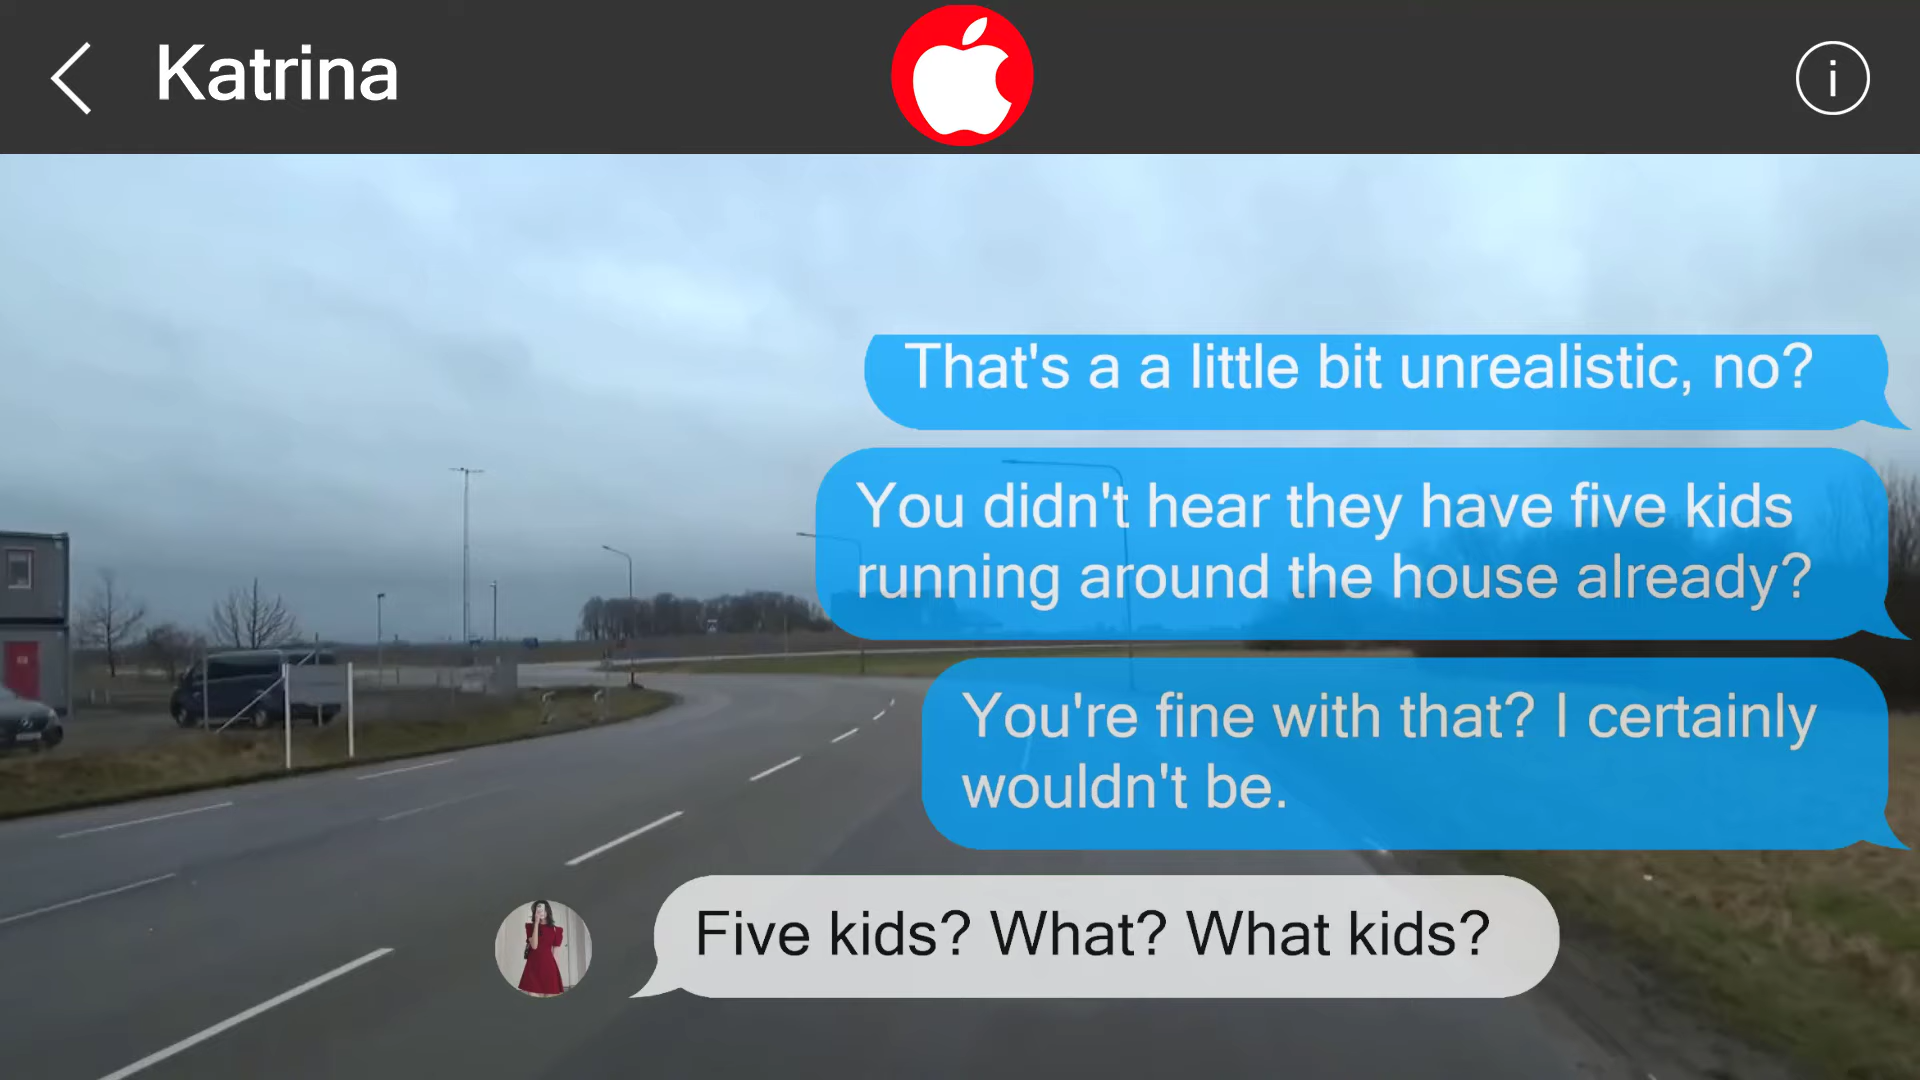 Katrina
i
That's a a little bit unrealistic, no?
You didn't hear they have five kids
running around the house already?
You're fine with that? I certainly
wouldn't be.
Five kids? What? What kids?